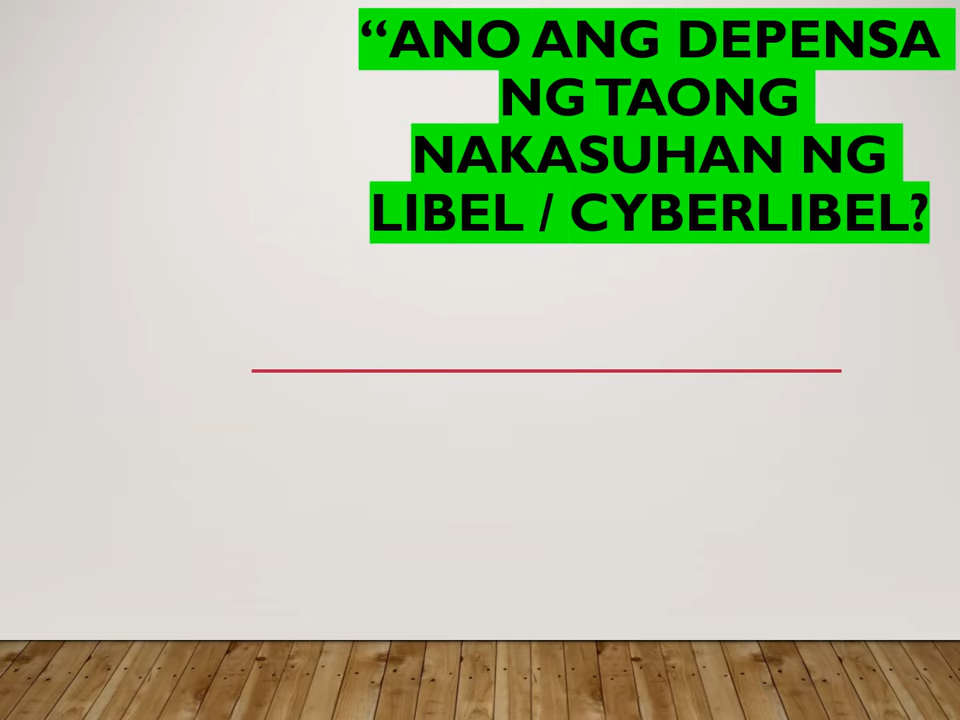 “ANO ANG DEPENSA
NG TAONG
NAKASUHAN NG
LIBEL / CYBERLIBEL?